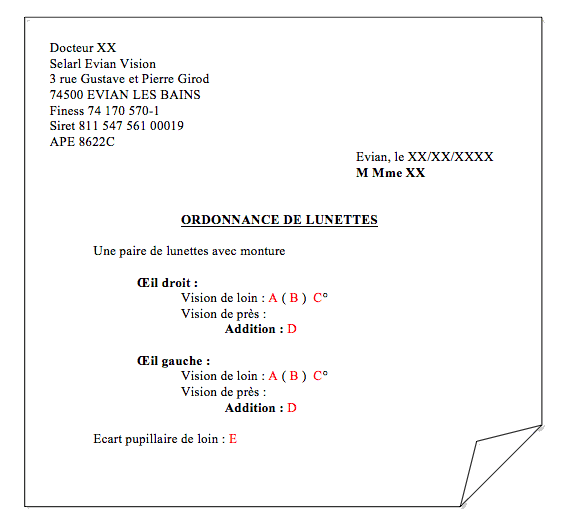 Docteur XX
Selarl Evian Vision
3 rue Gustave et Pierre Girod
74500 EVIAN LES BAINS
Finess 74 170 570-1
Siret 811 547 561 00019
APE 8622C
Evian, le XX/XX/XXXX
M Mme XX
ORDONNANCE DE LUNETTES
Une paire de lunettes avec monture
Œil droit :
Vision de loin : A ( B ) C°
Vision de près :
Addition : D
Œil gauche :
Vision de loin : A ( B ) C°
Vision de près :
Addition : D
Ecart pupillaire de loin : E